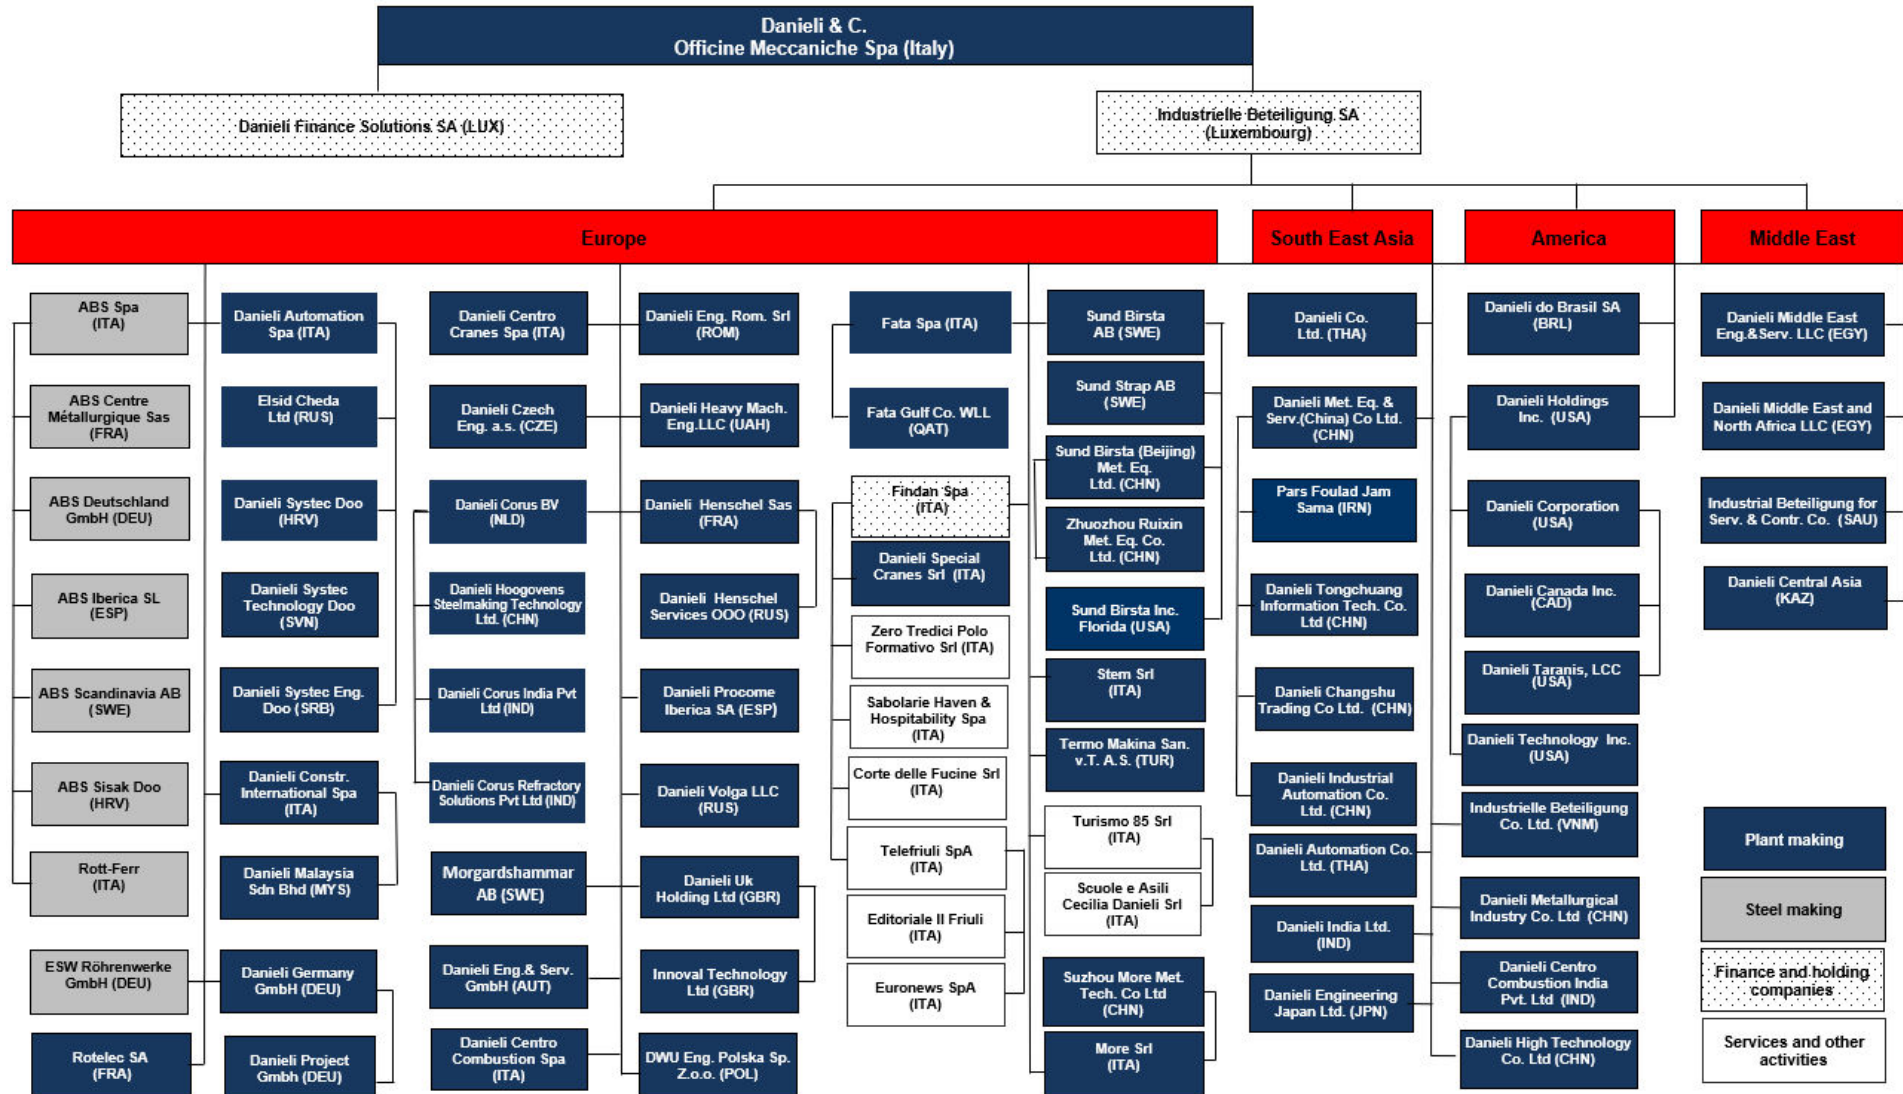 Danieli & C.
Officine Meccaniche Spa (Italy)
Danieli Finance Solutions SA (LUX)
Industrielle Beteiligung SA
(Luxembourg)
Europe
South East Asia
America
Middle East
ABS Spa
(ITA)
ABS Centre
Métallurgique Sas
(FRA)
ABS Deutschland
GmbH (DEU)
ABS Iberica SL
(ESP)
ABS Scandinavia AB
(SWE)
ABS Sisak Doo
(HRV)
Rott-Ferr
(ITA)
ESW Röhrenwerke
GmbH (DEU)
Rotelec SA
(FRA)
Danieli Automation
Spa (ITA)
Elsid Cheda
Ltd (RUS)
Danieli Systec Doo
(HRV)
Danieli Systec
Technology Doo
(SVN)
Danieli Systec Eng.
Doo (SRB)
Danieli Constr.
International Spa
(ITA)
Danieli Malaysia
Sdn Bhd (MYS)
Danieli Germany
GmbH (DEU)
Danieli Project
Gmbh (DEU)
Danieli Centro
Cranes Spa (ITA)
Danieli Czech
Eng. a.s. (CZE)
Danieli Corus BV
(NLD)
Danieli Hoogovens
Steelmaking Technology
Ltd. (CHN)
Danieli Corus India Pvt
Ltd (IND)
Danieli Corus Refractory
Solutions Pvt Ltd (IND)
Morgardshammar
AB (SWE)
Danieli Eng.& Serv.
GmbH (AUT)
Danieli Centro
Combustion Spa
(ITA)
Danieli Eng. Rom. Srl
(ROM)
Danieli Heavy Mach.
Eng.LLC (UAH)
Danieli Henschel Sas
(FRA)
Danieli Henschel
Services OOO (RUS)
Danieli Procome
Iberica SA (ESP)
Danieli Volga LLC
(RUS)
Danieli Uk
Holding Ltd (GBR)
Innoval Technology
Ltd (GBR)
DWU Eng. Polska Sp.
Z.o.o. (POL)
Fata Spa (ITA)
Fata Gulf Co. WLL
(QAT)
Findan Spa
(ITA)
Danieli Special
Cranes Srl (ITA)
Zero Tredici Polo
Formativo Srl (ITA)
Sabolarie Haven &
Hospitability Spa
(ITA)
Corte delle Fucine Srl
(ITA)
Telefriuli SpA
(ITA)
Editoriale Il Friuli
(ITA)
Euronews SpA
(ITA)
Sund Birsta
AB (SWE)
Sund Strap AB
(SWE)
Sund Birsta (Beijing)
Met. Eq.
Ltd. (CHN)
Zhuozhou Ruixin
Met. Eq. Co.
Ltd. (CHN)
Sund Birsta Inc.
Florida (USA)
Stem Srl
(ITA)
Termo Makina San.
v.T. A.S. (TUR)
Turismo 85 Srl
(ITA)
Scuole e Asili
Cecilia Danieli Srl
(ITA)
Suzhou More Met.
Tech. Co Ltd
(CHN)
More Srl
(ITA)
Danieli Co.
Ltd. (THA)
Danieli Met. Eq. &
Serv.(China) Co Ltd.
(CHN)
Pars Foulad Jam
Sama (IRN)
Danieli Tongchuang
Information Tech. Co.
Ltd (CHN)
Danieli Changshu
Trading Co Ltd. (CHN)
Danieli Industrial
Automation Co.
Ltd. (CHN)
Danieli Automation Co.
Ltd. (THA)
Danieli India Ltd.
(IND)
Danieli Engineering
Japan Ltd. (JPN)
Danieli do Brasil SA
(BRL)
Danieli Holdings
Inc. (USA)
Danieli Corporation
(USA)
Danieli Canada Inc.
(CAD)
Danieli Taranis, LCC
(USA)
Danieli Technology Inc.
(USA)
Industrielle Beteiligung
Co. Ltd. (VNM)
Danieli Metallurgical
Industry Co. Ltd (CHN)
Danieli Centro
Combustion India
Pvt. Ltd (IND)
Danieli High Technology
Co. Ltd (CHN)
Danieli Middle East
Eng.&Serv. LLC (EGY)
Danieli Middle East and
North Africa LLC (EGY)
Industrial Beteiligung for
Serv. & Contr. Co. (SAU)
Danieli Central Asia
(KAZ)
Plant making
Steel making
Finance and holding
companies
Services and other
activities